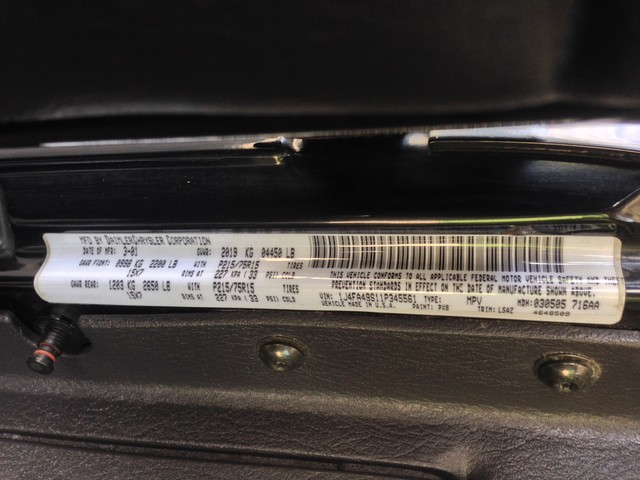 MFD BY DAIMLERCHRYSLER CORPORATION
DATE OF MFR: 3-01 GVWR: 2019 KG 04450 LB
GAWR FRONT: 0998 KG 2200 LB WITH P215/75R15 TIRES
15X7 RIMS AT 227 KPA ( 33 PSI COLD
GAWR REAR: 1203 KG 2650 LB WITH P215/75R15 TIRES
15X7 RIMS AT 227 KPA ( 33 PSI COLD
THIS VEHICLE CONFORMS TO ALL APPLICABLE FEDERAL MOTOR VEHICLE SAFETY AND THE
PREVENTION STANDARDS IN EFFECT ON THE DATE OF MANUFACTURE SHOWN ABOVE.
VIN: 1J4FA49S11P345561 TYPE: MPV MDH: 030505 716AA
VEHICLE MADE IN U.S.A. PAINT: PX8 TRIM: LSAZ
4648509